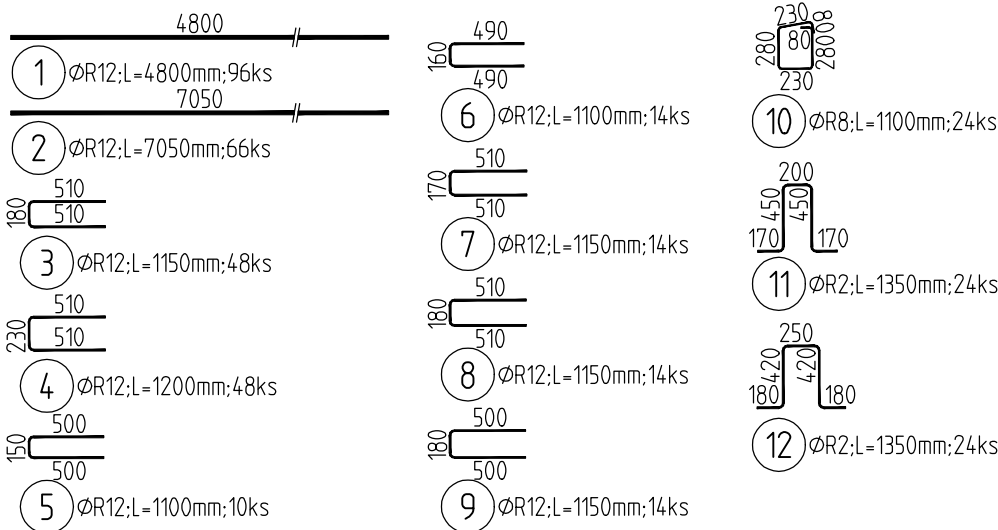 4800
1 ØR12;L=4800mm;96ks
7050
2 ØR12;L=7050mm;66ks
510
180 510
3 ØR12;L=1150mm;48ks
510
230 510
4 ØR12;L=1200mm;48ks
500
150
500
5 ØR12;L=1100mm;10ks
490
160
490
6 ØR12;L=1100mm;14ks
510
170
510
7 ØR12;L=1150mm;14ks
510
180
510
8 ØR12;L=1150mm;14ks
500
180
500
9 ØR12;L=1150mm;14ks
230
280 80 28008
230
10 ØR8;L=1100mm;24ks
200
450 450
170 170
11 ØR2;L=1350mm;24ks
250
420 420
180 180
12 ØR2;L=1350mm;24ks